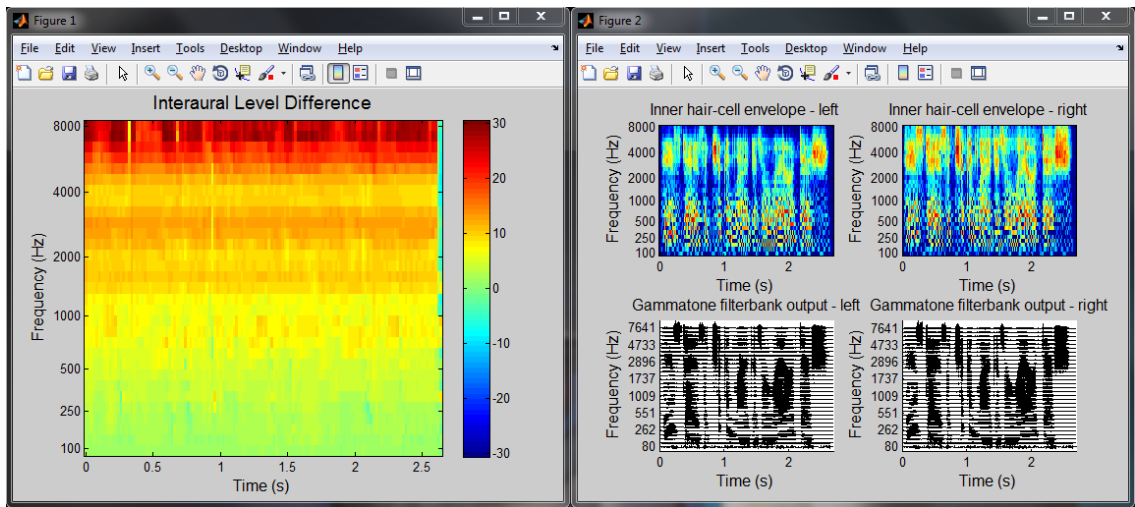 Figure 1
File Edit View Insert Tools Desktop Window Help
Interaural Level Difference
8000
4000
2000
1000
500
250
100
Frequency (Hz)
0 0.5 1 1.5 2 2.5
Time (s)
30
20
10
0
-10
-20
-30
Figure 2
File Edit View Insert Tools Desktop Window Help
Inner hair-cell envelope - left
8000
4000
2000
1000
500
250
100
Frequency (Hz)
0 1 2
Time (s)
Inner hair-cell envelope - right
8000
4000
2000
1000
500
250
100
Frequency (Hz)
0 1 2
Time (s)
Gammatone filterbank output - left
7641
4733
2896
1737
1009
551
262
80
Frequency (Hz)
0 1 2
Time (s)
Gammatone filterbank output - right
7641
4733
2896
1737
1009
551
262
80
Frequency (Hz)
0 1 2
Time (s)